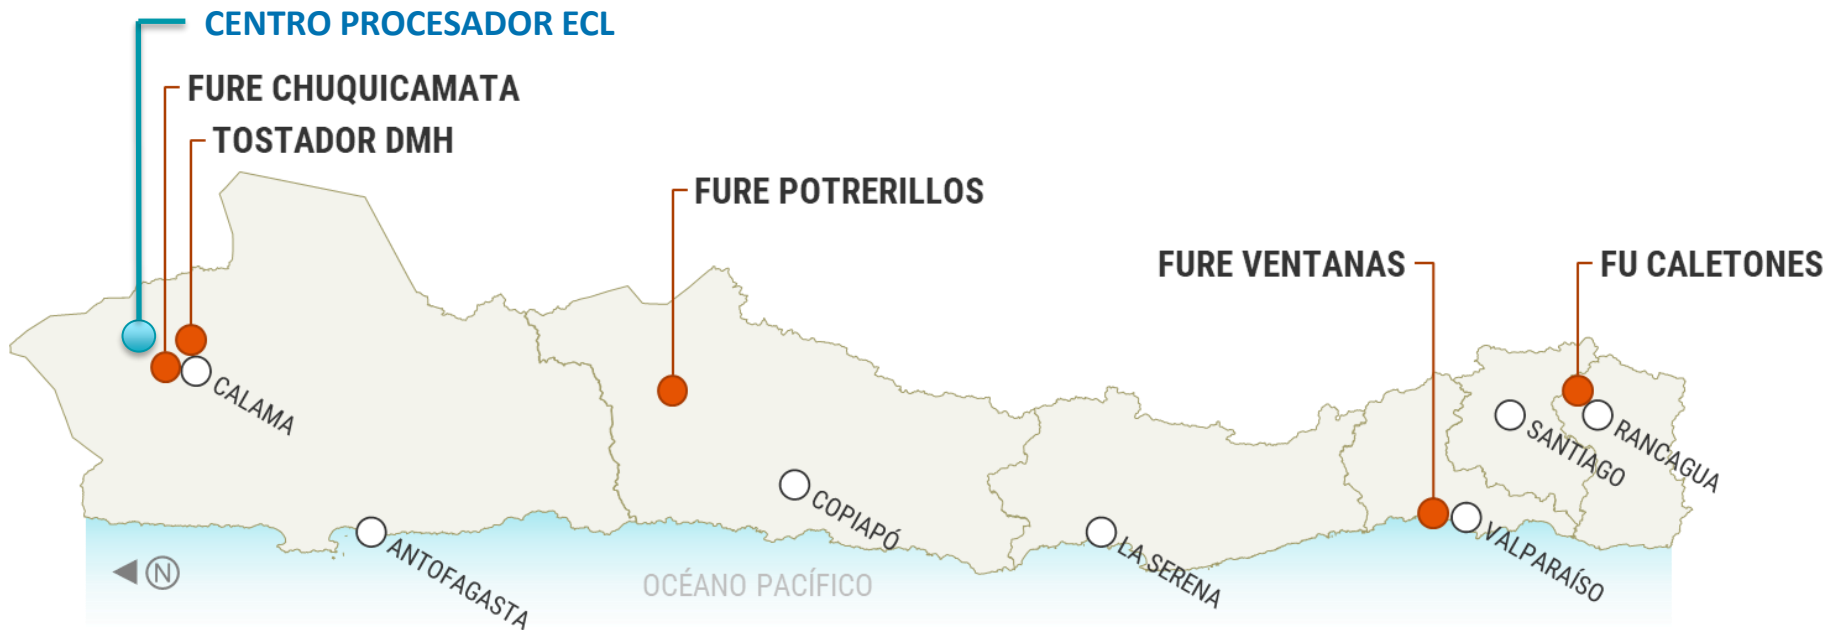 CENTRO PROCESADOR ECL
FURE CHUQUICAMATA
TOSTADOR DMH
FURE POTRERILLOS
FURE VENTANAS
FU CALETONES
CALAMA
SANTIAGO
RANCAGUA
COPIAPÓ
ANTOFAGASTA
LA SERENA
VALPARAÍSO
N
OCÉANO PACÍFICO